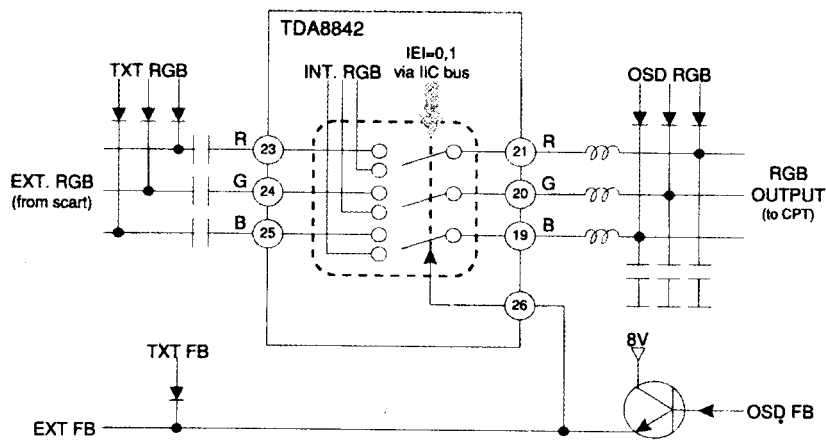 TDA8842
IEI=0,1
via IIC bus
TXT RGB
INT. RGB
OSD RGB
R
23
21
R
EXT. RGB
(from scart)
G
24
20
G
RGB
OUTPUT
(to CPT)
B
25
19
B
26
TXT FB
8V
OSD FB
EXT FB